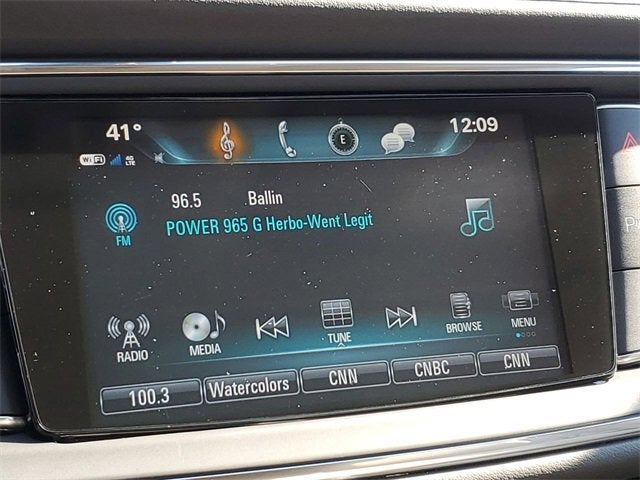 41° 12:09
WiFi 4G LTE
E
96.5 Ballin
POWER 965 G Herbo-Went Legit
FM
RADIO MEDIA TUNE BROWSE MENU
100.3 Watercolors CNN CNBC CNN